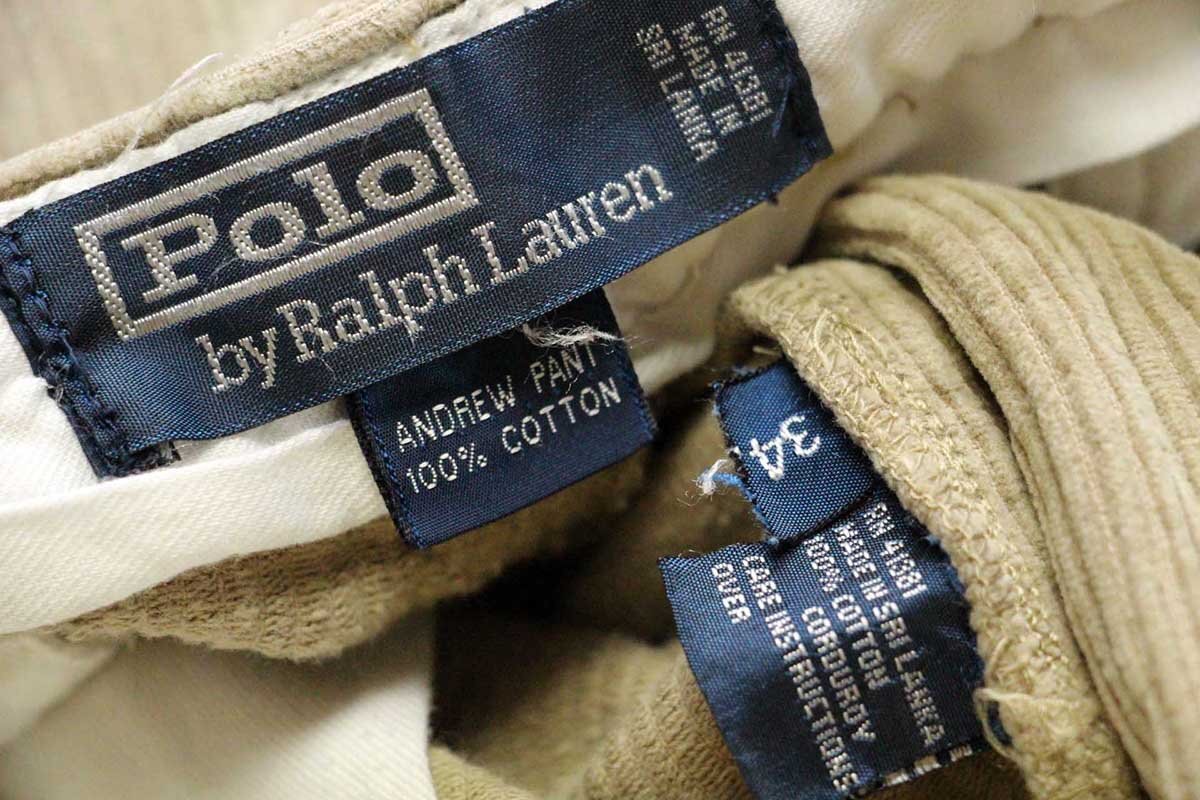 Polo
by Ralph Lauren
RN 41381
MADE IN
SRI LANKA
ANDREW PANT
100% COTTON
34
RN 41381
MADE IN SRI LANKA
100% COTTON
CORDUROY
CARE INSTRUCTIONS
OVER